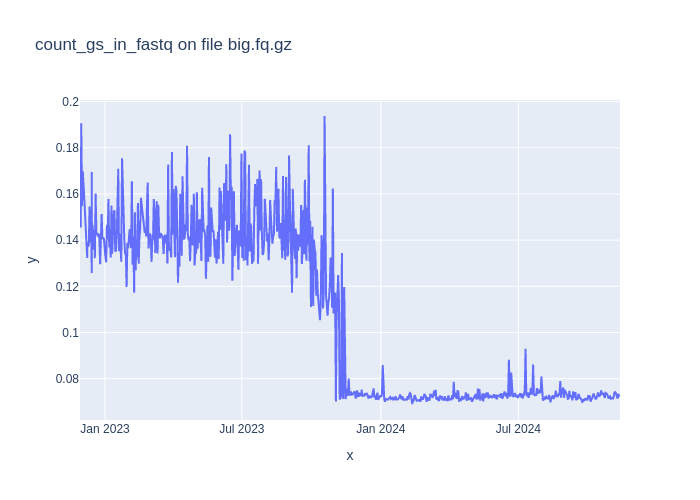 count_gs_in_fastq on file big.fq.gz
0.2
0.18
0.16
0.14
0.12
0.1
0.08
y
Jan 2023
Jul 2023
Jan 2024
Jul 2024
x